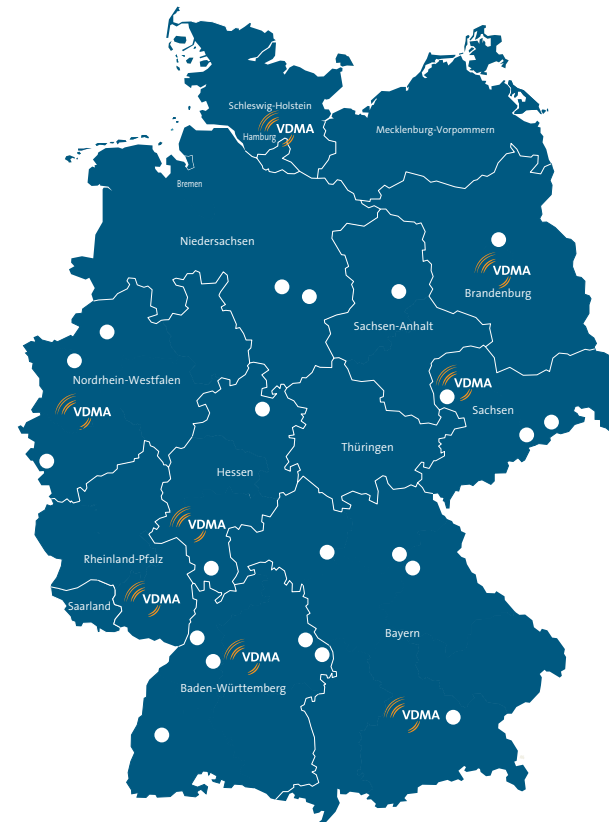 Schleswig-Holstein
VDMA
Hamburg
Mecklenburg-Vorpommern
Bremen
Niedersachsen
VDMA
Brandenburg
Sachsen-Anhalt
Nordrhein-Westfalen
VDMA
VDMA
Sachsen
Thüringen
Hessen
VDMA
Rheinland-Pfalz
VDMA
Saarland
Bayern
VDMA
Baden-Württemberg
VDMA